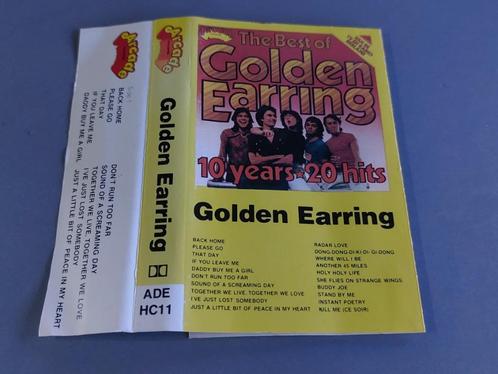 Arcade
Side 1
BACK HOME
PLEASE GO
THAT DAY
IF YOU LEAVE ME
DADDY BUY ME A GIRL
DON'T RUN TOO FAR
SOUND OF A SCREAMING DAY
TOGETHER WE LIVE, TOGETHER WE LOVE
I'VE JUST LOST SOMEBODY
JUST A LITTLE BIT OF PEACE IN MY HEART
Arcade
Golden Earring
ADE
HC11
The Best of
Golden
Earring
10 years • 20 hits
Golden Earring
BACK HOME
PLEASE GO
THAT DAY
IF YOU LEAVE ME
DADDY BUY ME A GIRL
DON'T RUN TOO FAR
SOUND OF A SCREAMING DAY
TOGETHER WE LIVE, TOGETHER WE LOVE
I'VE JUST LOST SOMEBODY
JUST A LITTLE BIT OF PEACE IN MY HEART
RADAR LOVE
DONG-DONG-DI-KI-DI-GI-DONG
WHERE WILL I BE
ANOTHER 45 MILES
HOLY HOLY LIFE
SHE FLIES ON STRANGE WINGS
BUDDY JOE
STAND BY ME
INSTANT POETRY
KILL ME (CE SOIR)